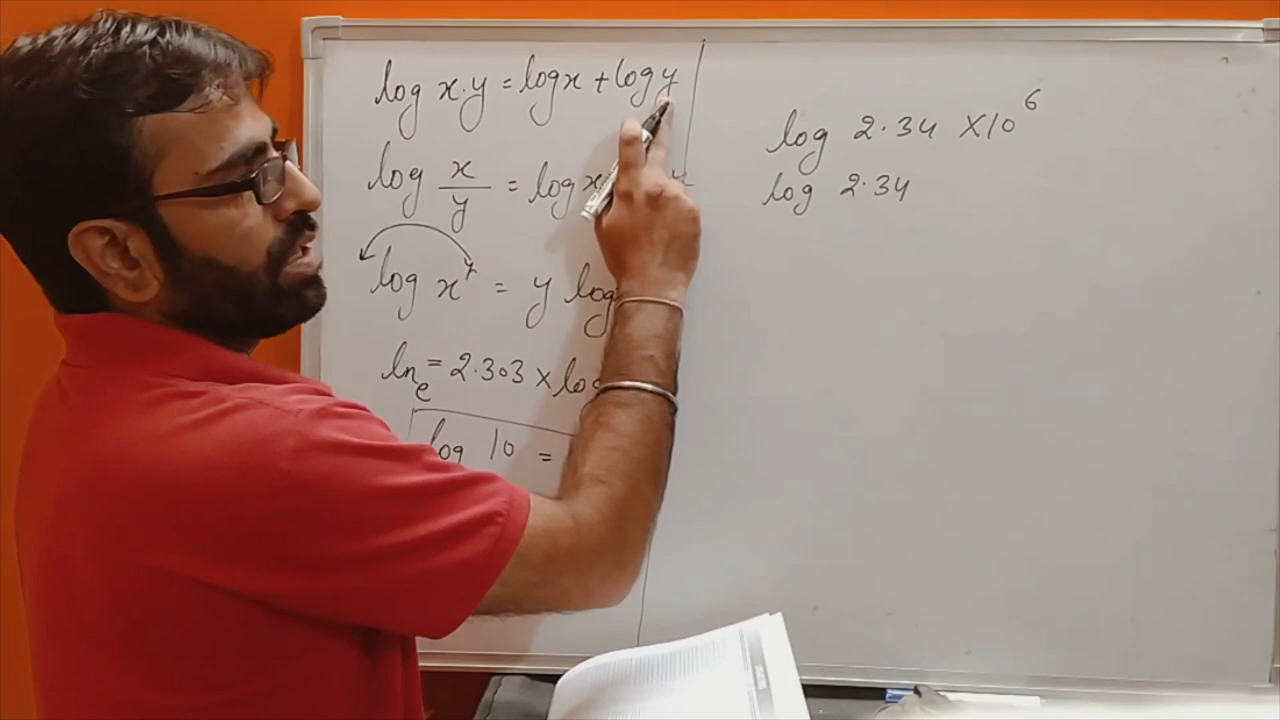 log x.y = log x + log y
log x/y = log x
log x^y = y log
ln e = 2.303 × lo
log 10 =
log 2.34 × 10^6
log 2.34